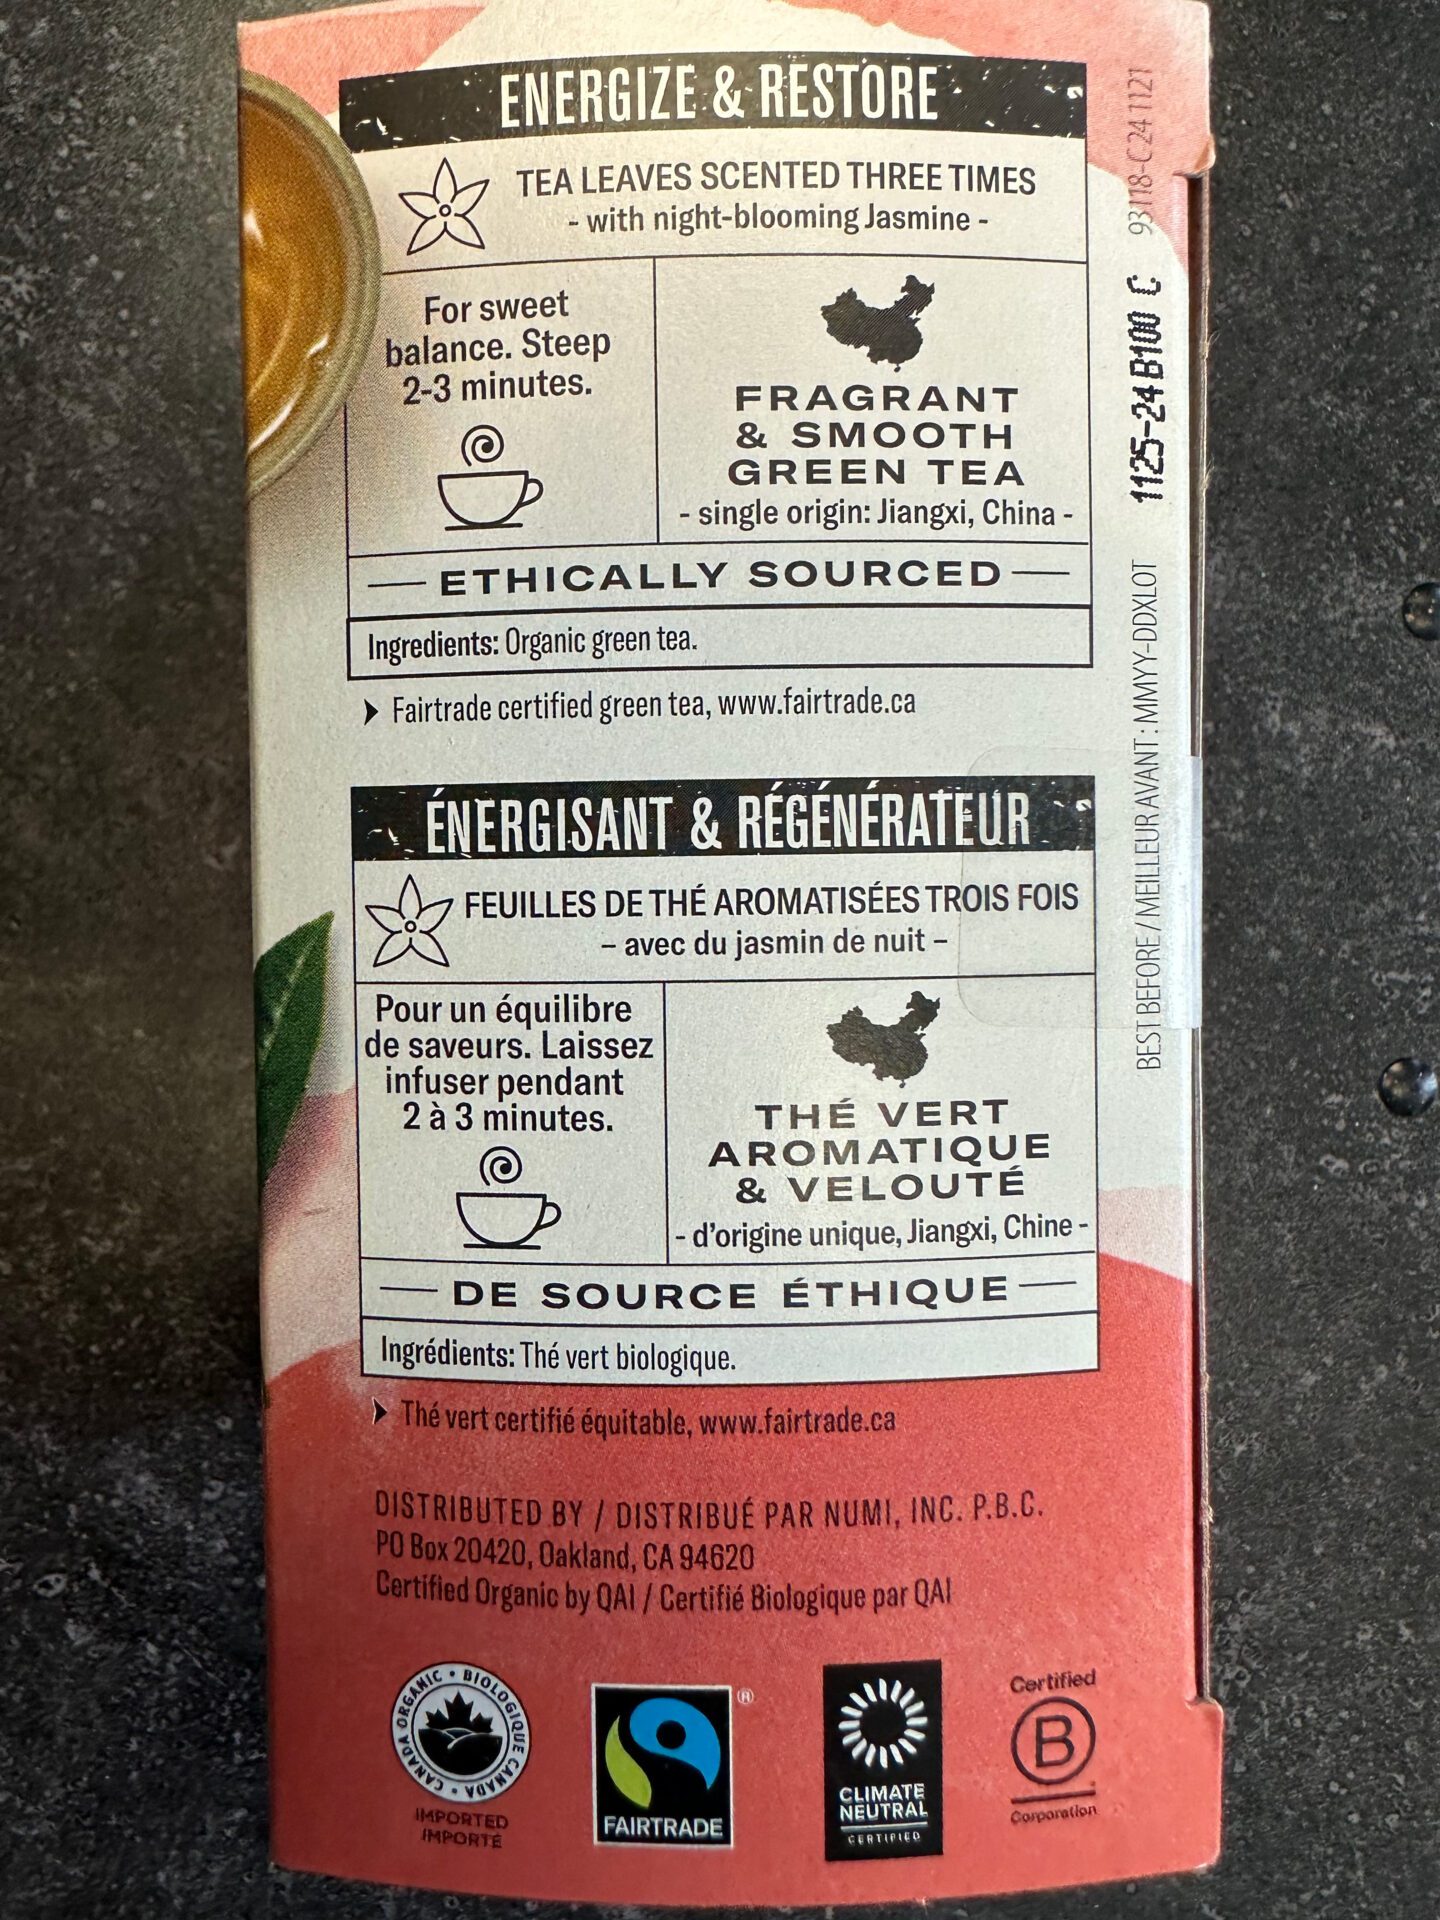 ENERGIZE & RESTORE
TEA LEAVES SCENTED THREE TIMES
- with night-blooming Jasmine -
For sweet
balance. Steep
2-3 minutes.
FRAGRANT
& SMOOTH
GREEN TEA
- single origin: Jiangxi, China -
ETHICALLY SOURCED
Ingredients: Organic green tea.
Fairtrade certified green tea, www.fairtrade.ca
ÉNERGISANT & RÉGÉNÉRATEUR
FEUILLES DE THÉ AROMATISÉES TROIS FOIS
– avec du jasmin de nuit –
Pour un équilibre
de saveurs. Laissez
infuser pendant
2 à 3 minutes.
THÉ VERT
AROMATIQUE
& VELOUTÉ
- d'origine unique, Jiangxi, Chine -
DE SOURCE ÉTHIQUE
Ingrédients: Thé vert biologique.
Thé vert certifié équitable, www.fairtrade.ca
DISTRIBUTED BY / DISTRIBUÉ PAR NUMI, INC. P.B.C.
PO Box 20420, Oakland, CA 94620
Certified Organic by QAI / Certifié Biologique par QAI
CANADA ORGANIC • BIOLOGIQUE CANADA •
IMPORTED
IMPORTÉ
®
FAIRTRADE
CLIMATE
NEUTRAL
CERTIFIED
Certified
B
Corporation
BEST BEFORE / MEILLEUR AVANT : MMYY-DDXLOT
1125-24 B100 C
93118-C24 1121